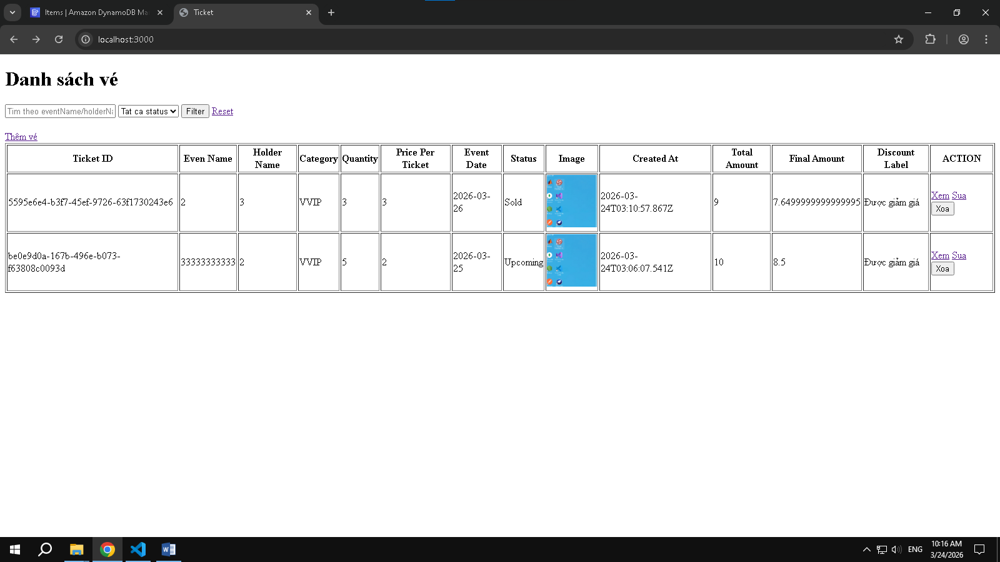 Items | Amazon DynamoDB Ma
Ticket
localhost:3000
Danh sách vé
Tim theo eventName/holderNa
Tat ca status
Filter
Reset
Thêm vé
Ticket ID
Even Name
Holder Name
Category
Quantity
Price Per Ticket
Event Date
Status
Image
Created At
Total Amount
Final Amount
Discount Label
ACTION
5595e6e4-b3f7-45ef-9726-63f1730243e6
2
3
VVIP
3
3
2026-03-
26
Sold
2026-03-
24T03:10:57.867Z
9
7.6499999999999995
Được giảm giá
Xem Sua
Xoa
be0e9d0a-167b-496e-b073-
f63808c0093d
33333333333
2
VVIP
5
2
2026-03-
25
Upcoming
2026-03-
24T03:06:07.541Z
10
8.5
Được giảm giá
Xem Sua
Xoa
ENG
10:16 AM
3/24/2026